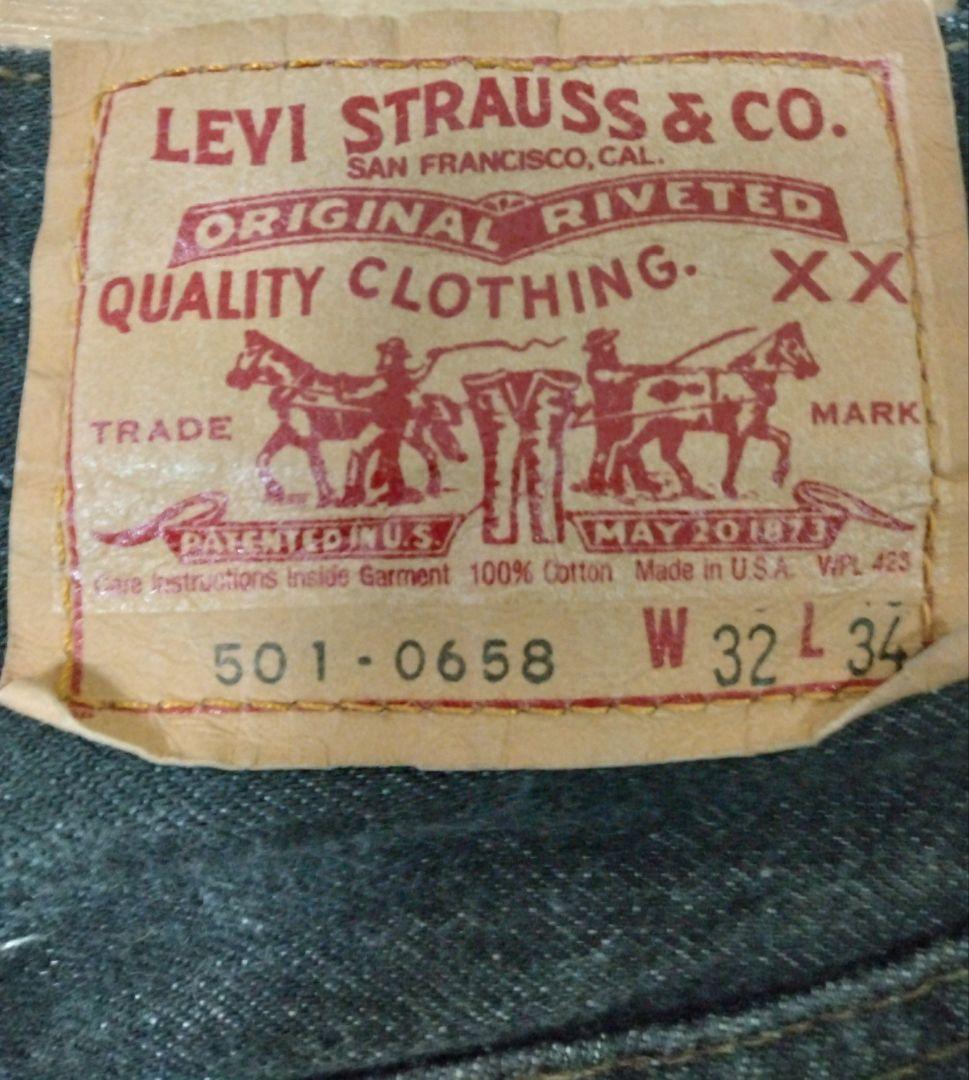 LEVI STRAUSS & CO.
SAN FRANCISCO, CAL.
ORIGINAL RIVETED
QUALITY CLOTHING. XX
TRADE MARK
PATENTED IN U.S. MAY 20 1873
Care Instructions Inside Garment 100% Cotton Made in U.S.A. WPL 423
501-0658 W 32 L 34